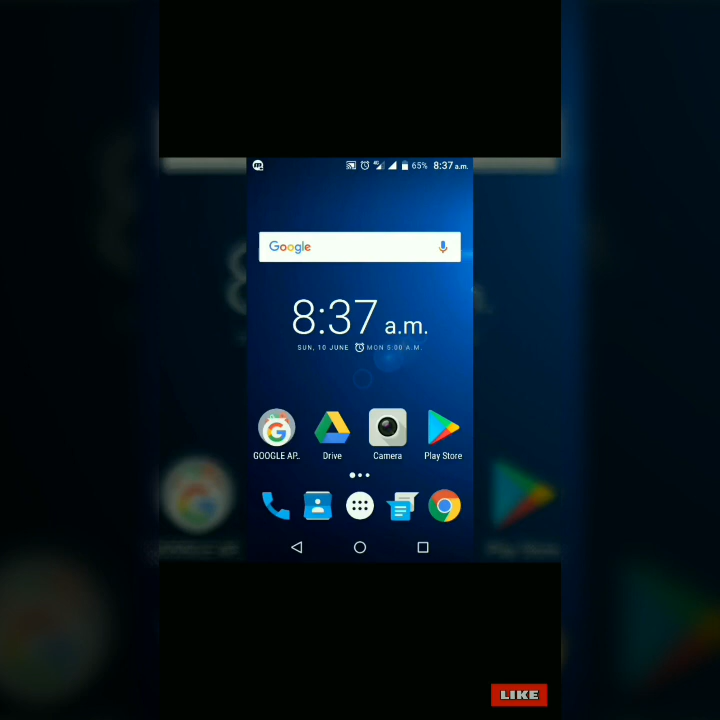 65% 8:37 a.m.
Google
8:37 a.m.
SUN, 10 JUNE MON 5:00 A.M.
GOOGLE AP.. Drive Camera Play Store
LIKE